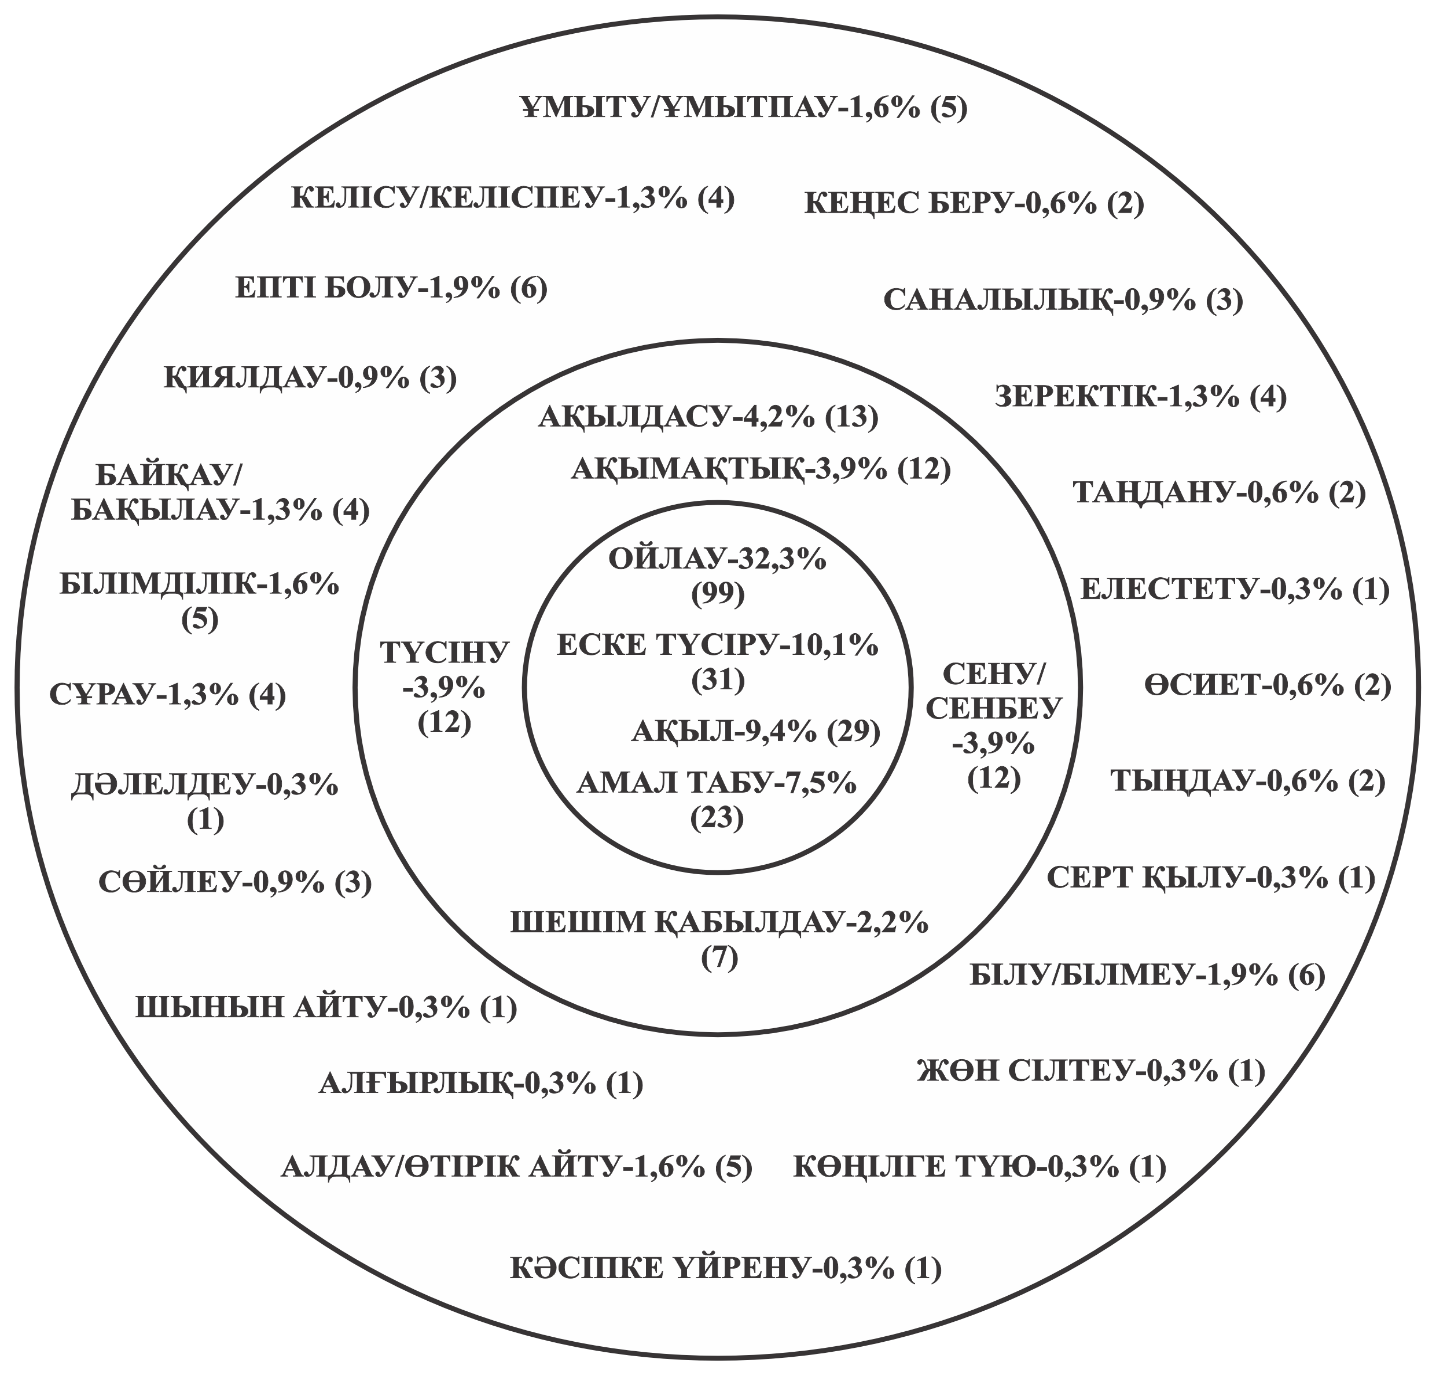 ҰМЫТУ/ҰМЫТПАУ-1,6% (5)
КЕЛІСУ/КЕЛІСПЕУ-1,3% (4)
КЕҢЕС БЕРУ-0,6% (2)
ЕПТІ БОЛУ-1,9% (6)
САНАЛЫЛЫҚ-0,9% (3)
ҚИЯЛДАУ-0,9% (3)
ЗЕРЕКТІК-1,3% (4)
АҚЫЛДАСУ-4,2% (13)
АҚЫМАҚТЫҚ-3,9% (12)
БАЙҚАУ/
БАҚЫЛАУ-1,3% (4)
ТАҢДАНУ-0,6% (2)
ОЙЛАУ-32,3%
(99)
БІЛІМДІЛІК-1,6%
(5)
ЕЛЕСТЕТУ-0,3% (1)
ЕСКЕ ТҮСІРУ-10,1%
(31)
ТҮСІНУ
-3,9%
(12)
СЕНУ/
СЕНБЕУ
-3,9%
(12)
СҰРАУ-1,3% (4)
ӨСИЕТ-0,6% (2)
АҚЫЛ-9,4% (29)
АМАЛ ТАБУ-7,5%
(23)
ДӘЛЕЛДЕУ-0,3%
(1)
ТЫҢДАУ-0,6% (2)
СӨЙЛЕУ-0,9% (3)
СЕРТ ҚЫЛУ-0,3% (1)
ШЕШІМ ҚАБЫЛДАУ-2,2%
(7)
БІЛУ/БІЛМЕУ-1,9% (6)
ШЫНЫН АЙТУ-0,3% (1)
ЖӨН СІЛТЕУ-0,3% (1)
АЛҒЫРЛЫҚ-0,3% (1)
АЛДАУ/ӨТІРІК АЙТУ-1,6% (5)
КӨҢІЛГЕ ТҮЮ-0,3% (1)
КӘСІПКЕ ҮЙРЕНУ-0,3% (1)